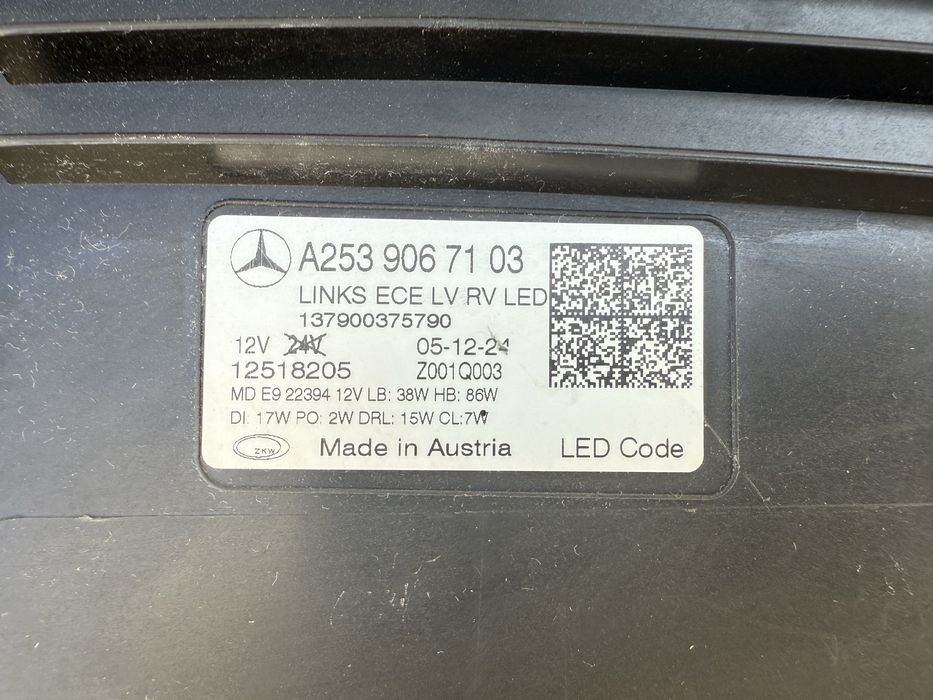 A253 906 71 03
LINKS ECE LV RV LED
137900375790
12V 24V 05-12-24
12518205 Z001Q003
MD E9 22394 12V LB: 38W HB: 86W
DI: 17W PO: 2W DRL: 15W CL:7W
ZKW Made in Austria LED Code